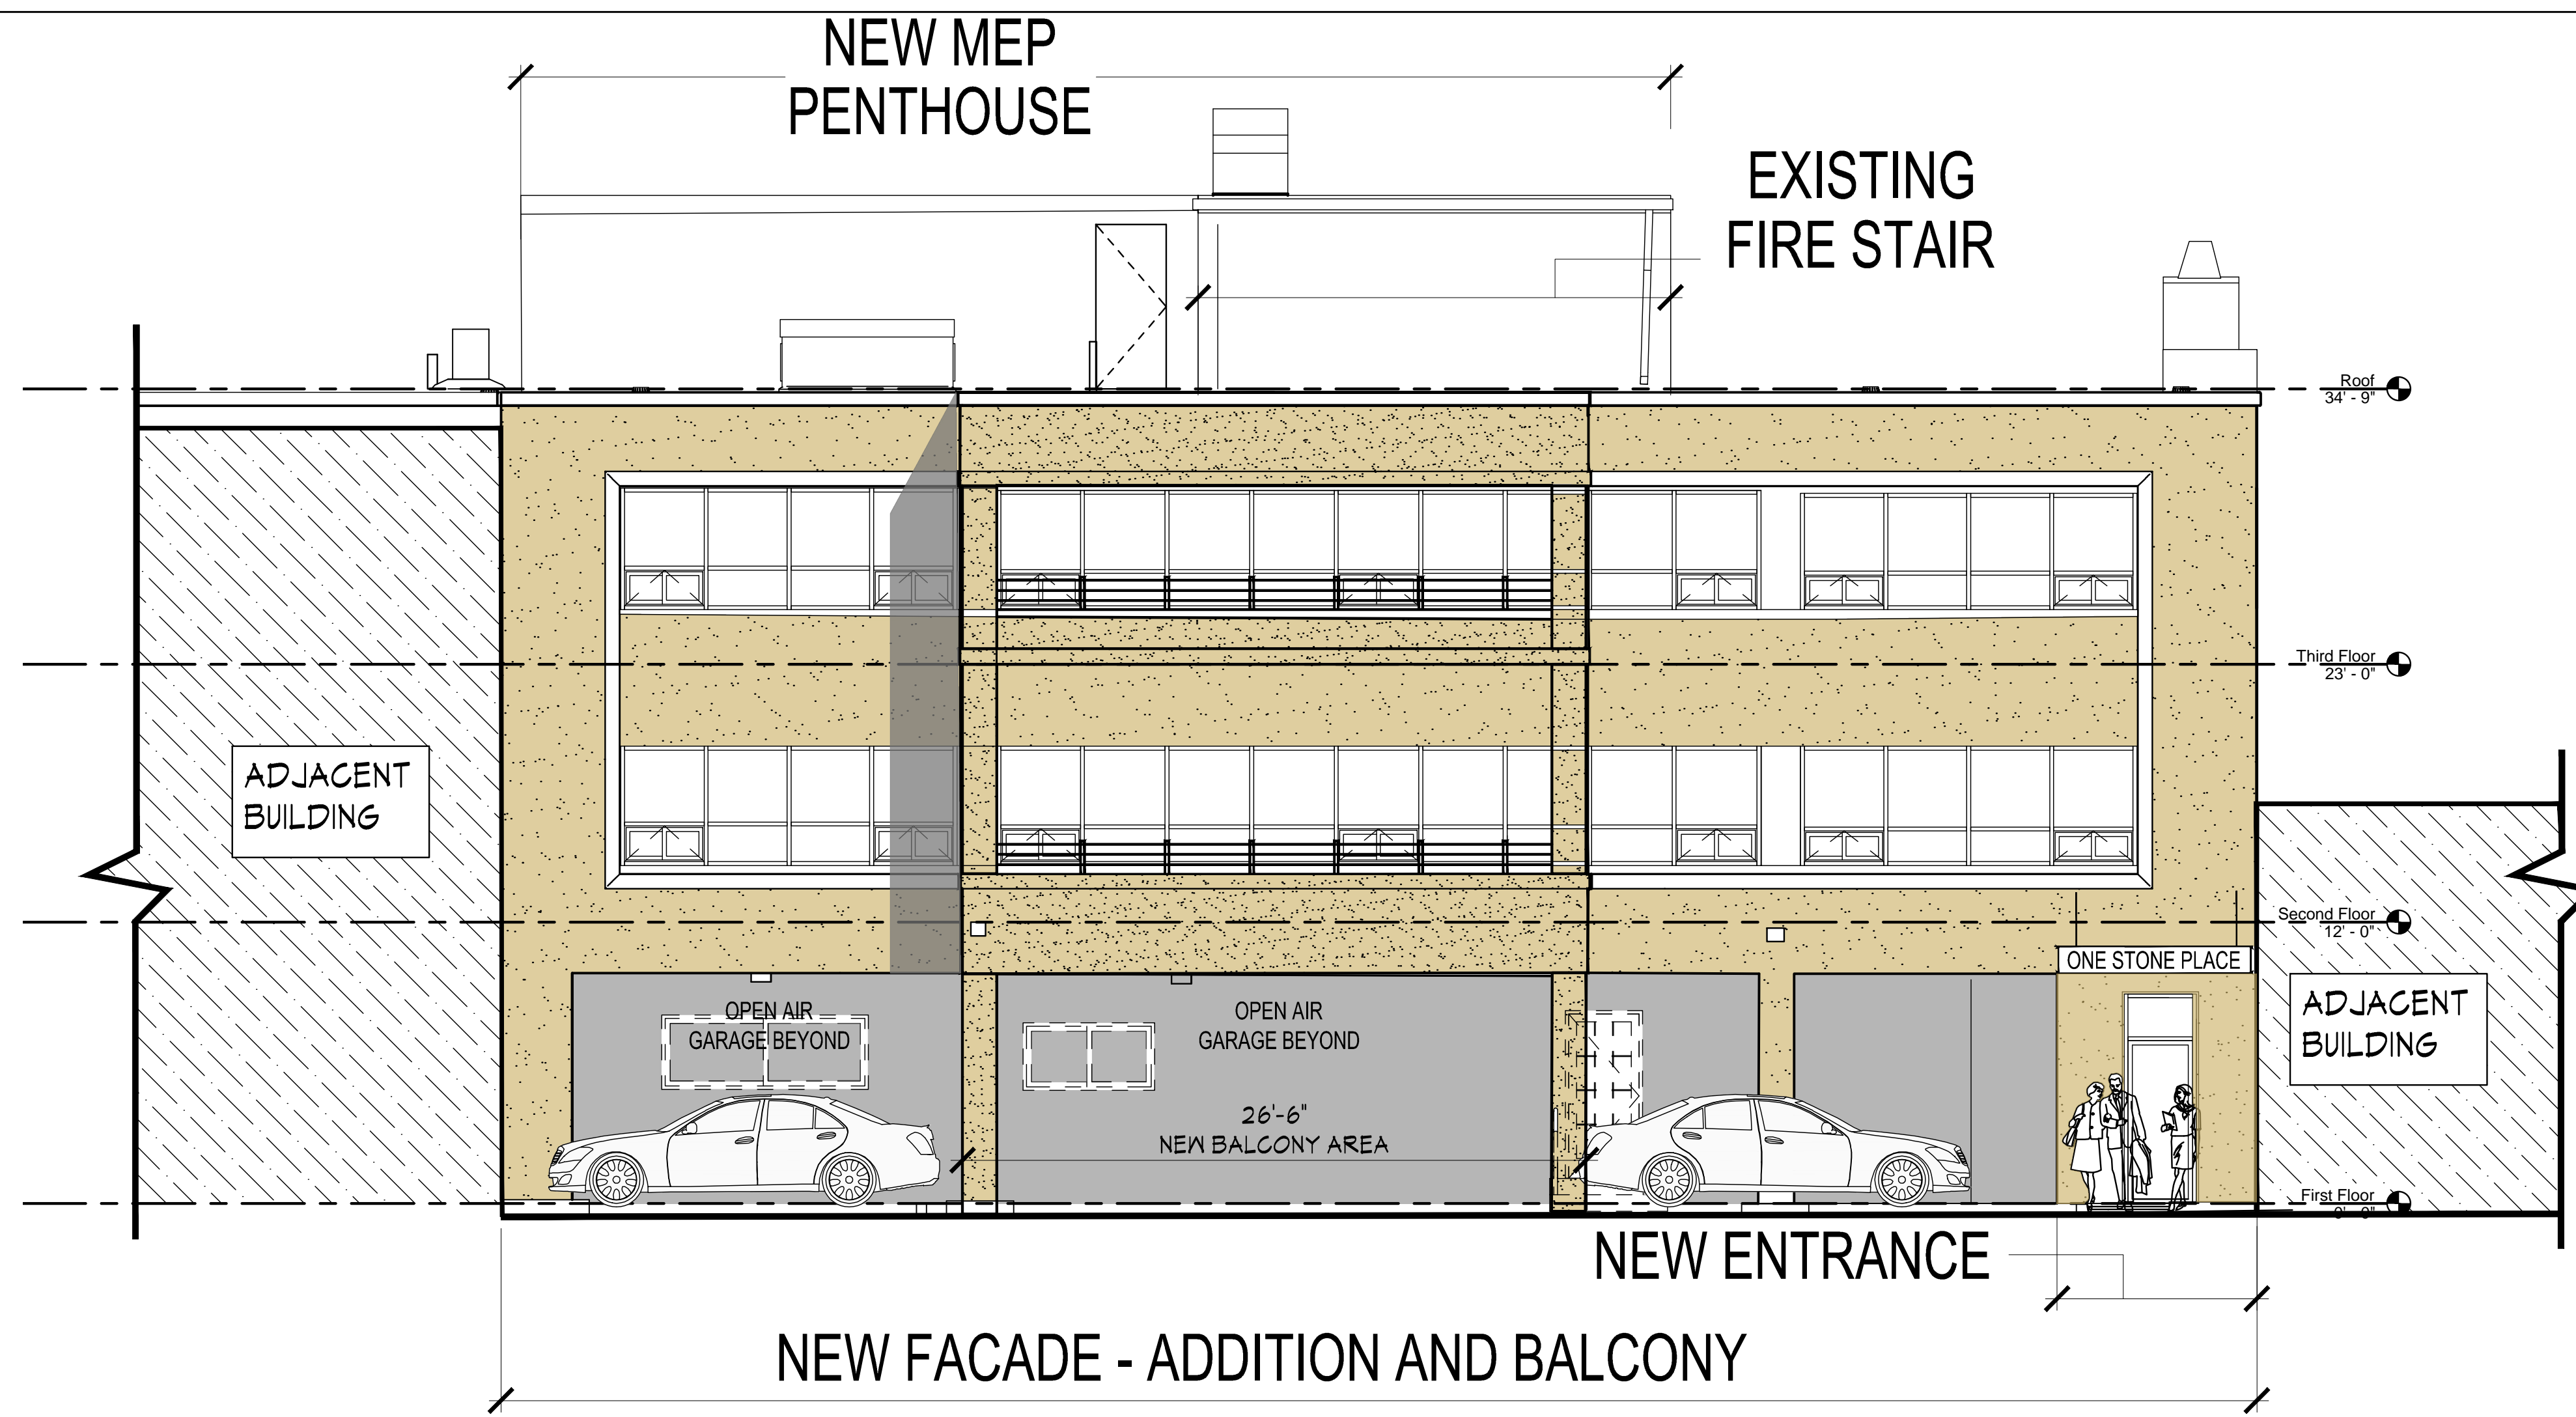 NEW MEP
PENTHOUSE
EXISTING
FIRE STAIR
Roof
34' - 9"
Third Floor
23' - 0"
ADJACENT
BUILDING
Second Floor
12' - 0"
ONE STONE PLACE
OPEN AIR
GARAGE BEYOND
OPEN AIR
GARAGE BEYOND
ADJACENT
BUILDING
26'-6"
NEW BALCONY AREA
First Floor
0' - 0"
NEW ENTRANCE
NEW FACADE - ADDITION AND BALCONY